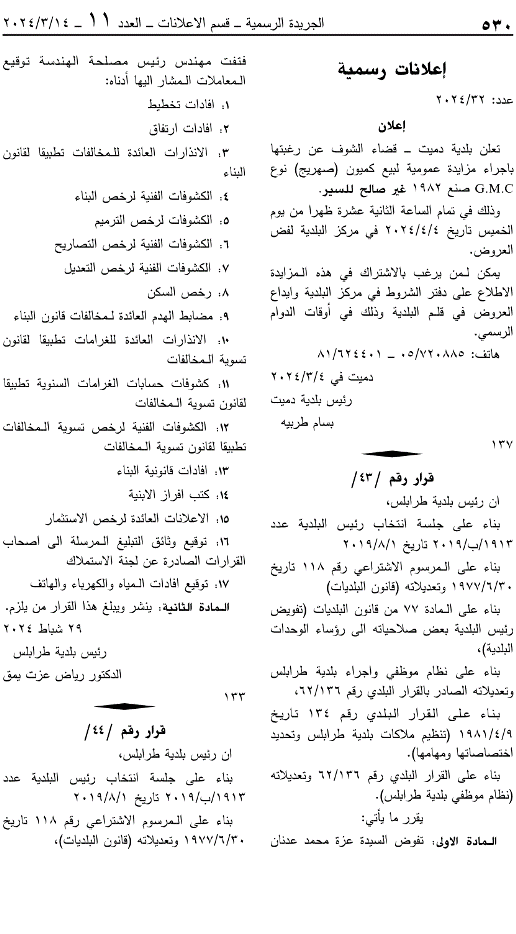 ٥٣٠
الجريدة الرسمية ــ قسم الاعلانات ــ العدد ١١ ــ ٢٠٢٤/٣/١٤
إعلانات رسمية
عدد: ٢٠٢٤/٣٢
إعلان
تعلن بلدية دميت ــ قضاء الشوف عن رغبتها
باجراء مزايدة عمومية لبيع كميون (صهريج) نوع
G.M.C صنع ١٩٨٢ غير صالح للسير.
وذلك في تمام الساعة الثانية عشرة ظهرا من يوم
الخميس تاريخ ٢٠٢٤/٤/٤ في مركز البلدية لفض
العروض.
يمكن لمن يرغب بالاشتراك في هذه المزايدة
الاطلاع على دفتر الشروط في مركز البلدية وايداع
العروض في قلم البلدية وذلك في أوقات الدوام
الرسمي.
هاتف: ٠٥/٧٢٠٨٨٥ ــ ٨١/٦٢٤٤٠١
دميت في ٢٠٢٤/٣/٤
رئيس بلدية دميت
بسام طربيه
١٣٧
قرار رقم /٤٣/
ان رئيس بلدية طرابلس،
بناء على جلسة انتخاب رئيس البلدية عدد
١٩١٣/ب/٢٠١٩ تاريخ ٢٠١٩/٨/١
بناء على المرسوم الاشتراعي رقم ١١٨ تاريخ
١٩٧٧/٦/٣٠ وتعديلاته (قانون البلديات)
بناء على المادة ٧٧ من قانون البلديات (تفويض
رئيس البلدية بعض صلاحياته الى رؤساء الوحدات
البلدية)،
بناء على نظام موظفي واجراء بلدية طرابلس
وتعديلاته الصادر بالقرار البلدي رقم ٦٢/١٣٦،
بناء على القرار البلدي رقم ١٣٤ تاريخ
١٩٨١/٤/٩ (تنظيم ملاكات بلدية طرابلس وتحديد
اختصاصاتها ومهامها).
بناء على القرار البلدي رقم ٦٢/١٣٦ وتعديلاته
(نظام موظفي بلدية طرابلس).
يقرر ما يأتي:
المادة الاولى: تفوض السيدة عزة محمد عدنان
فتفت مهندس رئيس مصلحة الهندسة توقيع
المعاملات المشار اليها أدناه:
١: افادات تخطيط
٢: افادات ارتفاق
٣: الانذارات العائدة للمخالفات تطبيقا لقانون
البناء
٤: الكشوفات الفنية لرخص البناء
٥: الكشوفات لرخص الترميم
٦: الكشوفات الفنية لرخص التصاريح
٧: الكشوفات الفنية لرخص التعديل
٨: رخص السكن
٩: مضابط الهدم العائدة لمخالفات قانون البناء
١٠: الانذارات العائدة للغرامات تطبيقا لقانون
تسوية المخالفات
١١: كشوفات حسابات الغرامات السنوية تطبيقا
لقانون تسوية المخالفات
١٢: الكشوفات الفنية لرخص تسوية المخالفات
تطبيقا لقانون تسوية المخالفات
١٣: افادات قانونية البناء
١٤: كتب افراز الابنية
١٥: الاعلانات العائدة لرخص الاستثمار
١٦: توقيع وثائق التبليغ المرسلة الى اصحاب
القرارات الصادرة عن لجنة الاستملاك
١٧: توقيع افادات المياه والكهرباء والهاتف
المادة الثانية: ينشر ويبلغ هذا القرار من يلزم.
٢٩ شباط ٢٠٢٤
رئيس بلدية طرابلس
الدكتور رياض عزت يمق
١٣٣
قرار رقم /٤٤/
ان رئيس بلدية طرابلس،
بناء على جلسة انتخاب رئيس البلدية عدد
١٩١٣/ب/٢٠١٩ تاريخ ٢٠١٩/٨/١
بناء على المرسوم الاشتراعي رقم ١١٨ تاريخ
١٩٧٧/٦/٣٠ وتعديلاته (قانون البلديات)،